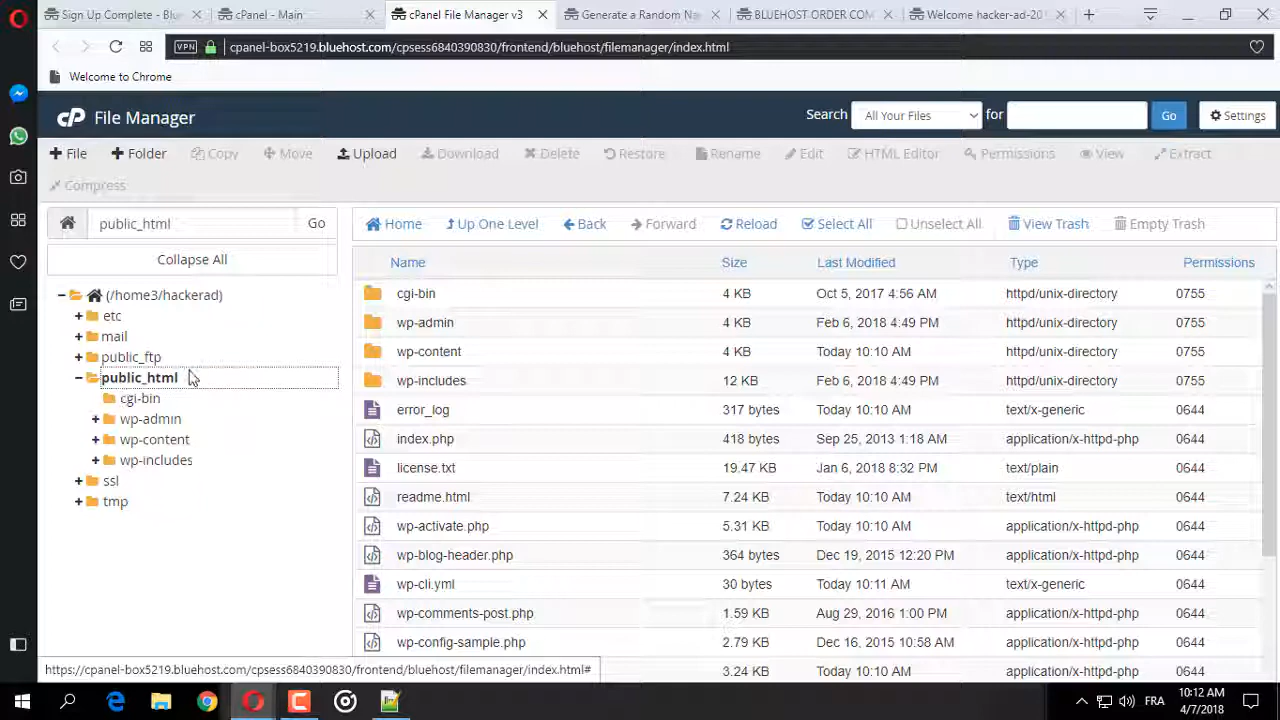 Sign Up Complete - Blu
cPanel - Main
cPanel File Manager v3
Generate a Random Na
BLUEHOST ORDER COM
Welcome hacker-ad-201
VPN cpanel-box5219.bluehost.com/cpsess6840390830/frontend/bluehost/filemanager/index.html
Welcome to Chrome
cP File Manager
Search All Your Files for Go Settings
File Folder Copy Move Upload Download Delete Restore Rename Edit HTML Editor Permissions View Extract
Compress
public_html Go
Home Up One Level Back Forward Reload Select All Unselect All View Trash Empty Trash
Collapse All
(/home3/hackerad)
etc
mail
public_ftp
public_html
cgi-bin
wp-admin
wp-content
wp-includes
ssl
tmp
Name Size Last Modified Type Permissions
cgi-bin 4 KB Oct 5, 2017 4:56 AM httpd/unix-directory 0755
wp-admin 4 KB Feb 6, 2018 4:49 PM httpd/unix-directory 0755
wp-content 4 KB Today 10:10 AM httpd/unix-directory 0755
wp-includes 12 KB Feb 6, 2018 4:49 PM httpd/unix-directory 0755
error_log 317 bytes Today 10:10 AM text/x-generic 0644
index.php 418 bytes Sep 25, 2013 1:18 AM application/x-httpd-php 0644
license.txt 19.47 KB Jan 6, 2018 8:32 PM text/plain 0644
readme.html 7.24 KB Today 10:10 AM text/html 0644
wp-activate.php 5.31 KB Today 10:10 AM application/x-httpd-php 0644
wp-blog-header.php 364 bytes Dec 19, 2015 12:20 PM application/x-httpd-php 0644
wp-cli.yml 30 bytes Today 10:11 AM text/x-generic 0644
wp-comments-post.php 1.59 KB Aug 29, 2016 1:00 PM application/x-httpd-php 0644
wp-config-sample.php 2.79 KB Dec 16, 2015 10:58 AM application/x-httpd-php 0644
3.24 KB Today 10:10 AM application/x-httpd-php 0644
https://cpanel-box5219.bluehost.com/cpsess6840390830/frontend/bluehost/filemanager/index.html#
FRA
10:12 AM
4/7/2018